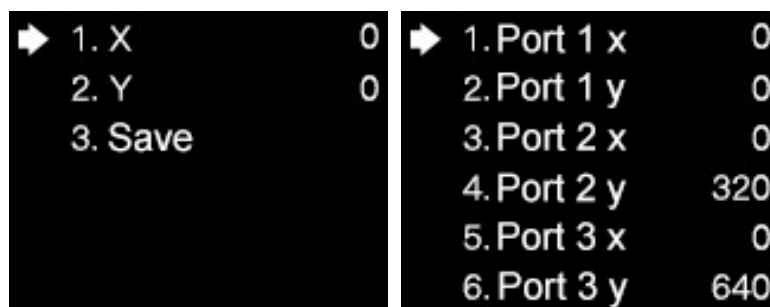 1. X 0
2. Y 0
3. Save
1. Port 1 x 0
2. Port 1 y 0
3. Port 2 x 0
4. Port 2 y 320
5. Port 3 x 0
6. Port 3 y 640